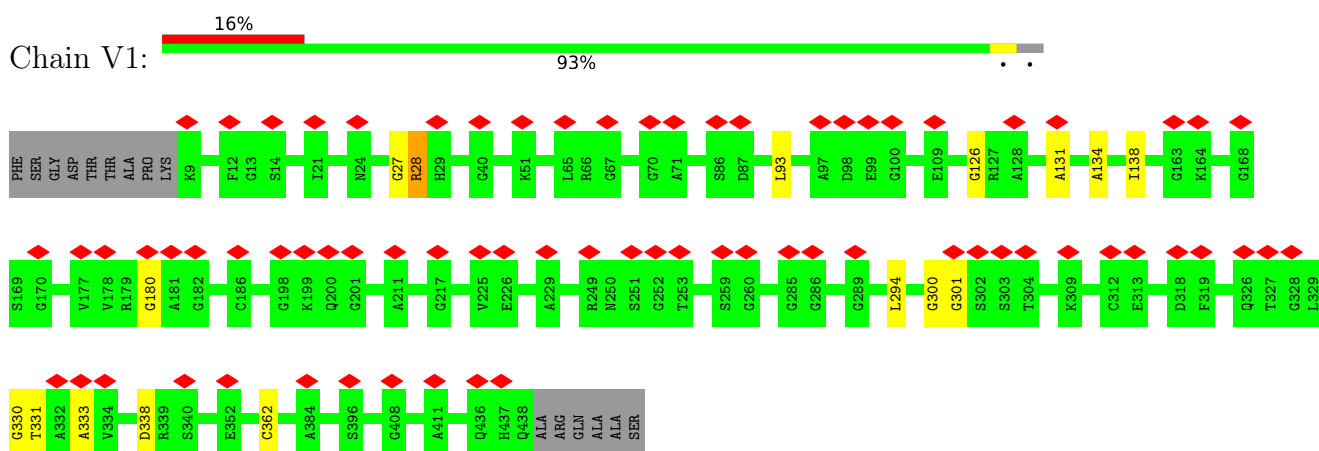 16%
Chain V1:
93%
• •
PHE SER GLY ASP THR THR ALA PRO LYS K9 F12 G13 S14 I21 N24 G27 R28 H29 G40 K51 L65 R66 G67 G70 A71 S86 D87 L93 A97 D98 E99 G100 E109 G126 R127 A128 A131 A134 I138 G163 K164 G168
S169 G170 V177 V178 R179 G180 A181 G182 C186 G198 K199 Q200 G201 A211 G217 V225 E226 A229 R249 N250 S251 G252 T253 S259 G260 G285 G286 G289 L294 G300 G301 S302 S303 T304 K309 C312 E313 D318 F319 Q326 T327 G328 L329
G330 T331 A332 A333 V334 D338 R339 S340 E352 C362 A384 S396 G408 A411 Q436 H437 Q438 ALA ARG GLN ALA ALA SER